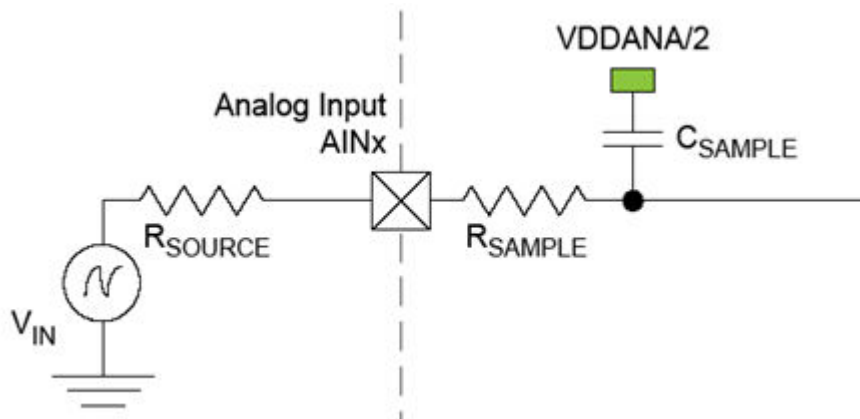 VDDANA/2
Analog Input
AINx
CSAMPLE
RSOURCE
RSAMPLE
VIN